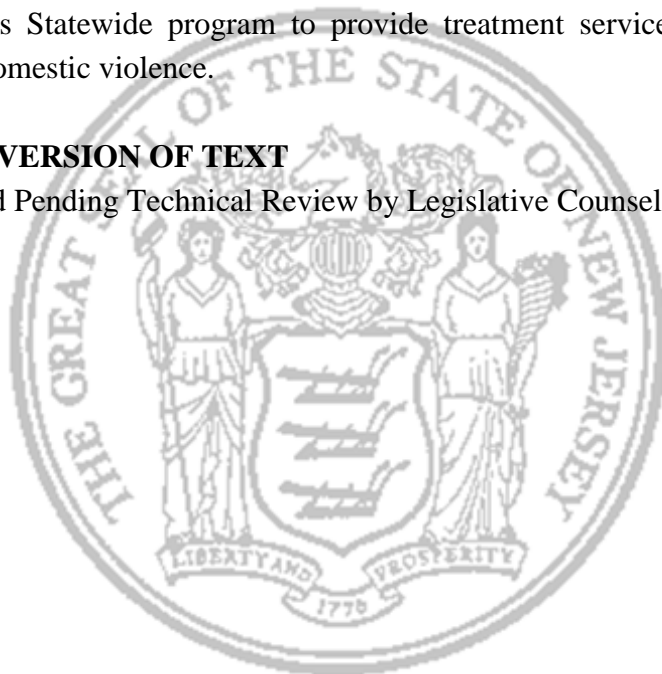 s Statewide program to provide treatment service
omestic violence.
VERSION OF TEXT
d Pending Technical Review by Legislative Counsel
THE GREAT SEAL OF THE STATE OF NEW JERSEY
LIBERTY AND PROSPERITY
1776